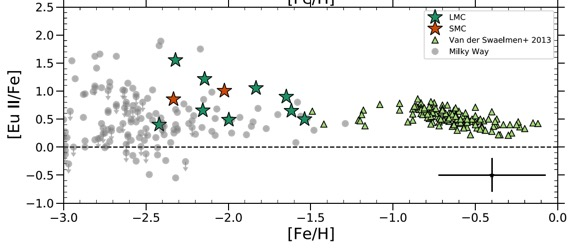 [Fe/H]
2.5
2.0
1.5
1.0
0.5
0.0
−0.5
−1.0
[Eu II/Fe]
LMC
SMC
Van der Swaelmen+ 2013
Milky Way
−3.0 −2.5 −2.0 −1.5 −1.0 −0.5 0.0
[Fe/H]